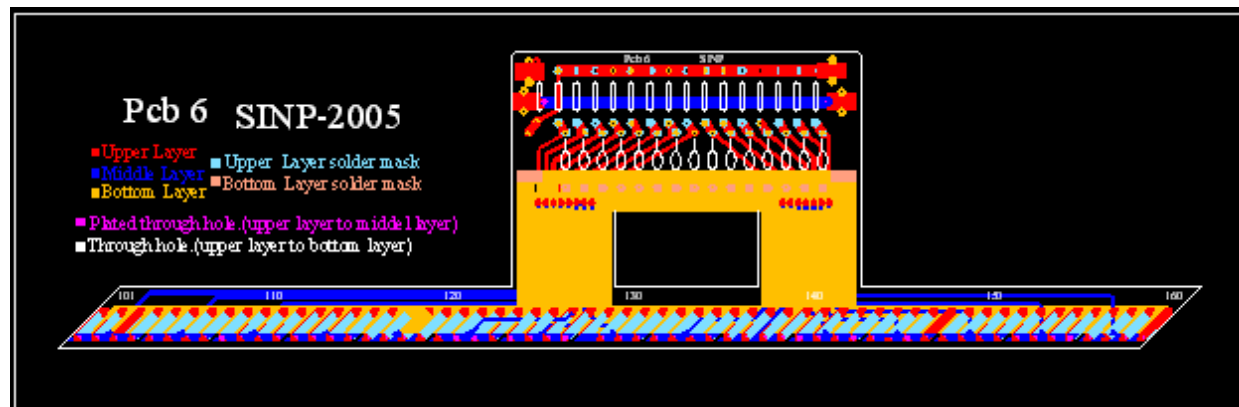 Pcb 6 SINP
Pcb 6 SINP-2005
Upper Layer
Middle Layer
Bottom Layer
Upper Layer solder mask
Bottom Layer solder mask
Plated through hole.(upper layer to middel layer)
Through hole.(upper layer to bottom layer)
101 110 120 130 140 150 160